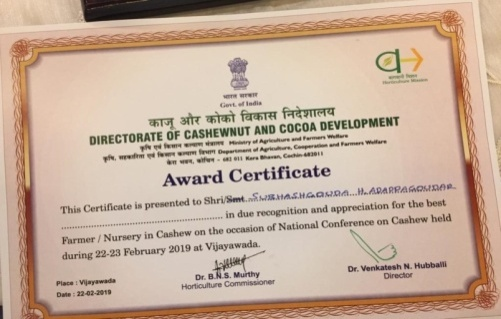 बागवानी मिशन
Horticulture Mission
भारत सरकार
Govt. of India
काजू और कोको विकास निदेशालय
DIRECTORATE OF CASHEWNUT AND COCOA DEVELOPMENT
कृषि एवं किसान कल्याण मंत्रालय Ministry of Agriculture and Farmers Welfare
कृषि, सहकारिता एवं किसान कल्याण विभाग Department of Agriculture, Cooperation and Farmers Welfare
केरा भवन, कोचिन - 682 011 Kera Bhavan, Cochin-682011
Award Certificate
This Certificate is presented to Shri/Smt. SUBHASHGOUDA. H. ADAPPAGOUDAR
in due recognition and appreciation for the best
Farmer / Nursery in Cashew on the occasion of National Conference on Cashew held
during 22-23 February 2019 at Vijayawada.
Place : Vijayawada
Date : 22-02-2019
Dr. B.N.S. Murthy
Horticulture Commissioner
Dr. Venkatesh N. Hubballi
Director